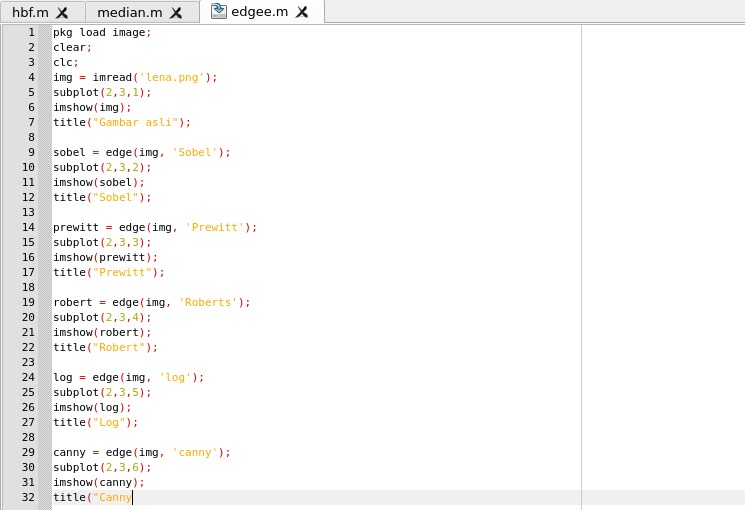 hbf.m median.m edgee.m
1 pkg load image;
2 clear;
3 clc;
4 img = imread('lena.png');
5 subplot(2,3,1);
6 imshow(img);
7 title("Gambar asli");
8
9 sobel = edge(img, 'Sobel');
10 subplot(2,3,2);
11 imshow(sobel);
12 title("Sobel");
13
14 prewitt = edge(img, 'Prewitt');
15 subplot(2,3,3);
16 imshow(prewitt);
17 title("Prewitt");
18
19 robert = edge(img, 'Roberts');
20 subplot(2,3,4);
21 imshow(robert);
22 title("Robert");
23
24 log = edge(img, 'log');
25 subplot(2,3,5);
26 imshow(log);
27 title("Log");
28
29 canny = edge(img, 'canny');
30 subplot(2,3,6);
31 imshow(canny);
32 title("Canny